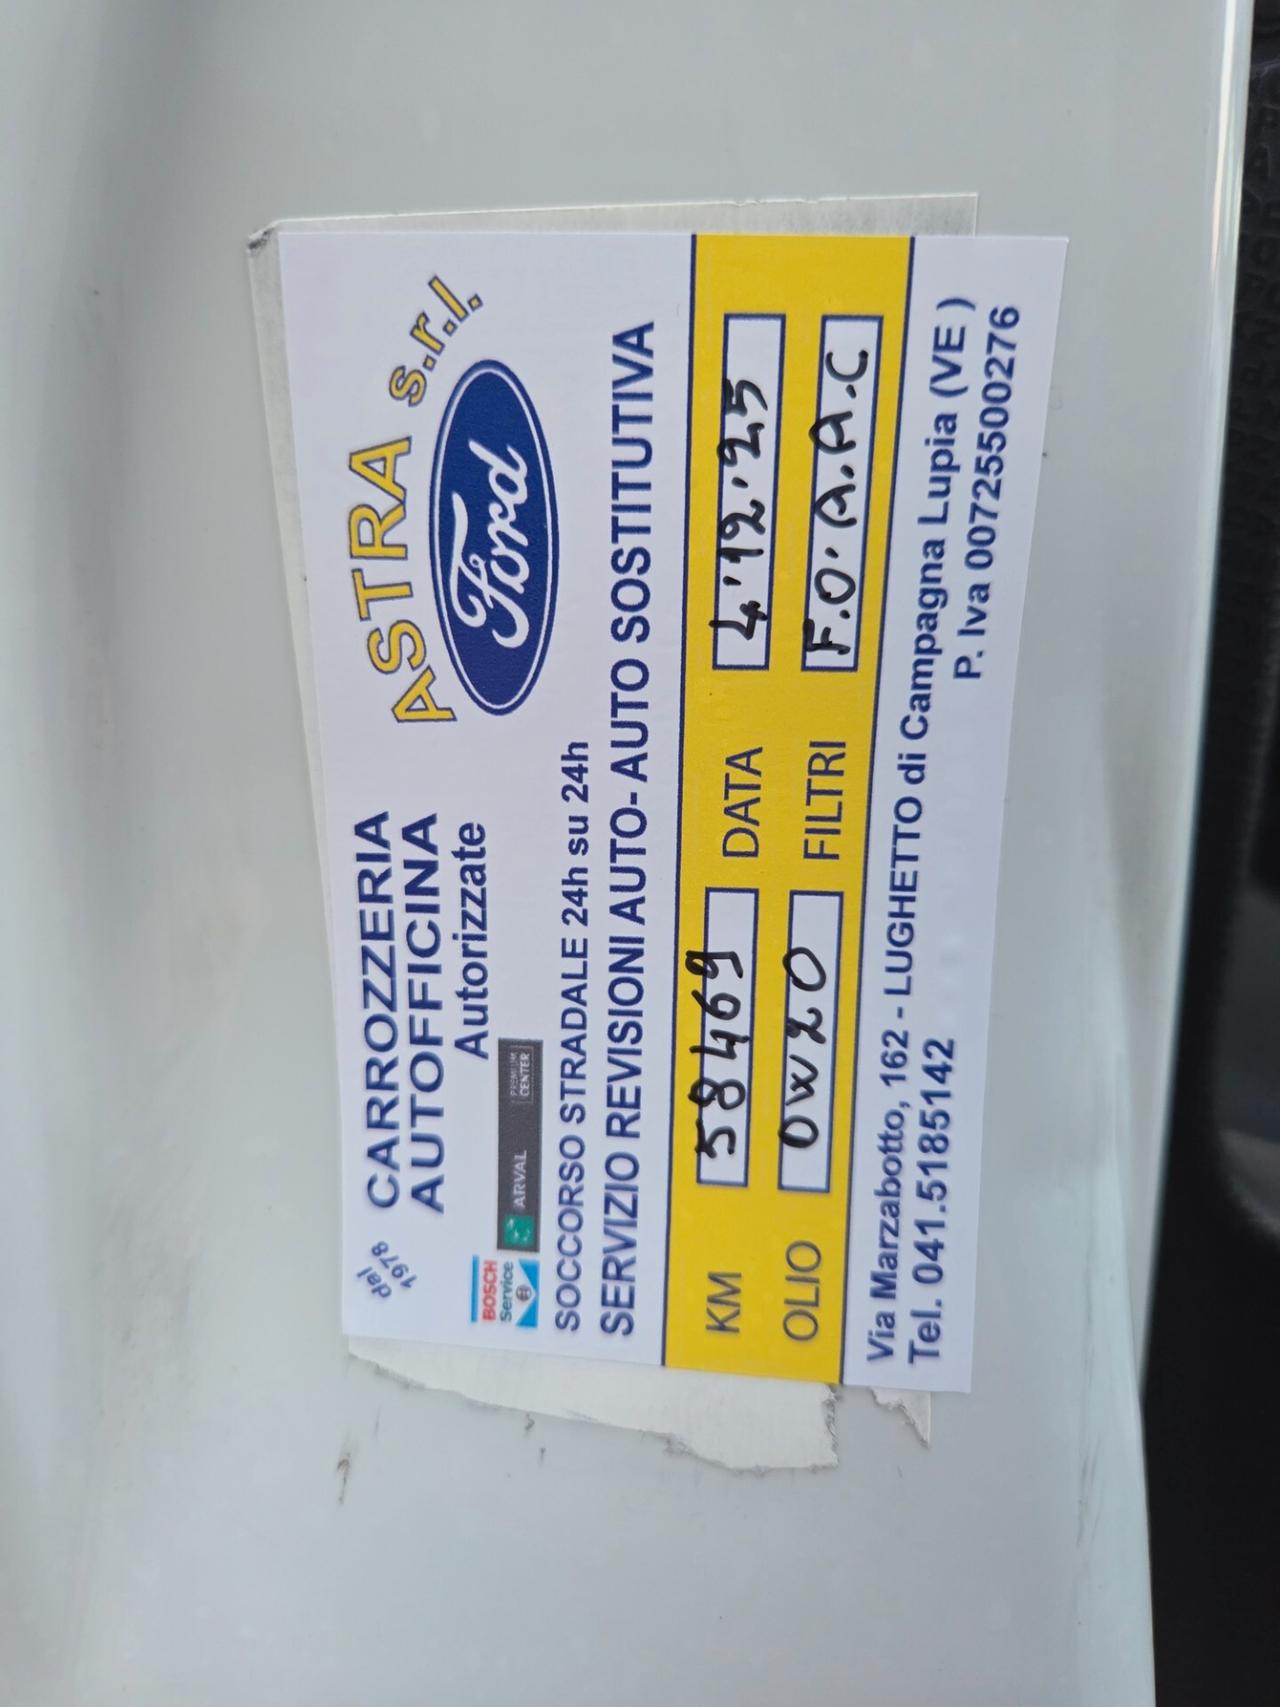 dal
1978
CARROZZERIA
AUTOFFICINA
Autorizzate
ASTRA s.r.l.
Ford
BOSCH
Service
ARVAL
PREMIUM
CENTER
SOCCORSO STRADALE 24h su 24h
SERVIZIO REVISIONI AUTO- AUTO SOSTITUTIVA
KM 58469 DATA 4.12.25
OLIO 0W20 FILTRI F.O.A.A.C
Via Marzabotto, 162 - LUGHETTO di Campagna Lupia (VE )
Tel. 041.5185142 P. Iva 00725500276